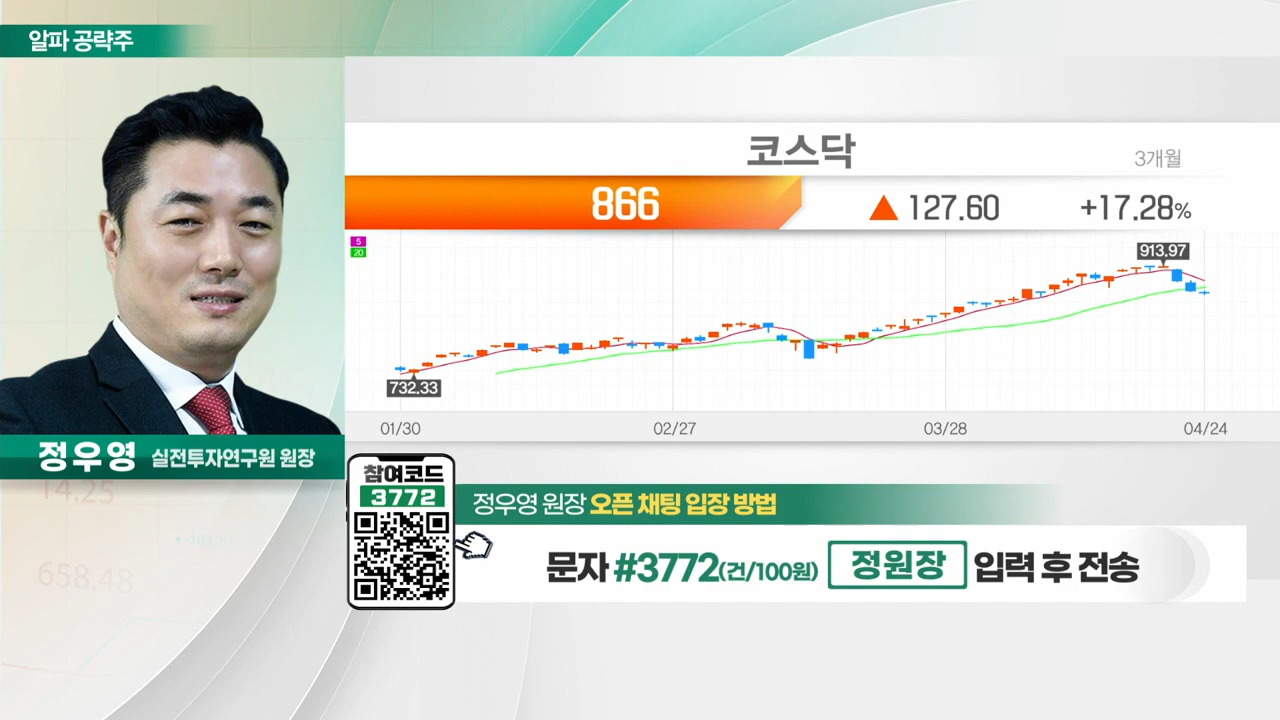 알파 공략주
코스닥
3개월
866 ▲ 127.60 +17.28%
5
20
913.97
732.33
01/30 02/27 03/28 04/24
정우영 실전투자연구원 원장
14.25
658.48
참여코드
3772
정우영 원장 오픈 채팅 입장 방법
문자 #3772(건/100원) 정원장 입력 후 전송